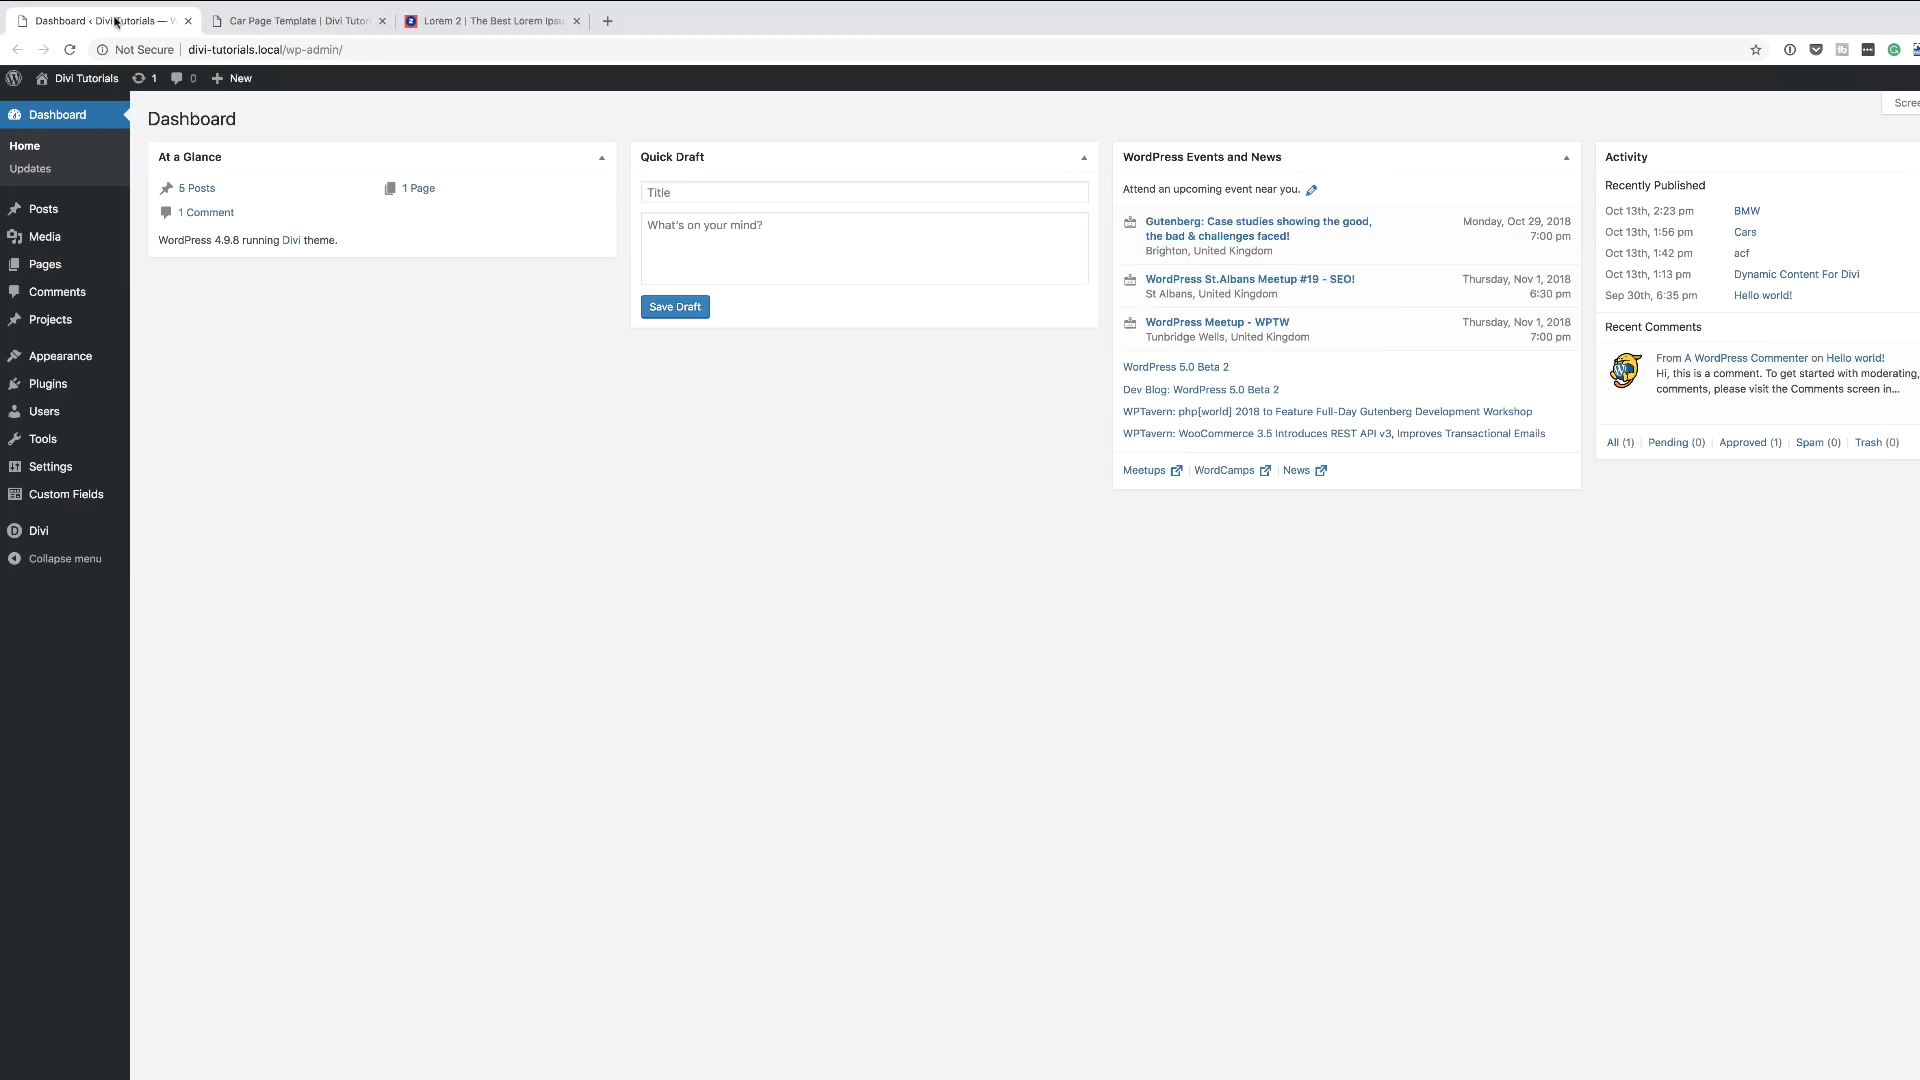 Dashboard ‹ Divi Tutorials — W
Car Page Template | Divi Tutori
2 Lorem 2 | The Best Lorem Ipsu
Not Secure
divi-tutorials.local/wp-admin/
Divi Tutorials
1
0
New
Scree
Dashboard
Home
Updates
Posts
Media
Pages
Comments
Projects
Appearance
Plugins
Users
Tools
Settings
Custom Fields
Divi
Collapse menu
Dashboard
At a Glance
5 Posts
1 Page
1 Comment
WordPress 4.9.8 running Divi theme.
Quick Draft
Title
What's on your mind?
Save Draft
WordPress Events and News
Attend an upcoming event near you.
Gutenberg: Case studies showing the good,
the bad & challenges faced!
Brighton, United Kingdom
Monday, Oct 29, 2018
7:00 pm
WordPress St.Albans Meetup #19 - SEO!
St Albans, United Kingdom
Thursday, Nov 1, 2018
6:30 pm
WordPress Meetup - WPTW
Tunbridge Wells, United Kingdom
Thursday, Nov 1, 2018
7:00 pm
WordPress 5.0 Beta 2
Dev Blog: WordPress 5.0 Beta 2
WPTavern: php[world] 2018 to Feature Full-Day Gutenberg Development Workshop
WPTavern: WooCommerce 3.5 Introduces REST API v3, Improves Transactional Emails
Meetups | WordCamps | News
Activity
Recently Published
Oct 13th, 2:23 pm BMW
Oct 13th, 1:56 pm Cars
Oct 13th, 1:42 pm acf
Oct 13th, 1:13 pm Dynamic Content For Divi
Sep 30th, 6:35 pm Hello world!
Recent Comments
From A WordPress Commenter on Hello world!
Hi, this is a comment. To get started with moderating,
comments, please visit the Comments screen in...
All (1) | Pending (0) | Approved (1) | Spam (0) | Trash (0)